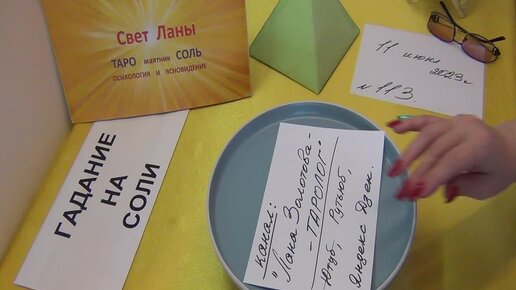 Свет Ланы
ТАРО маятник СОЛЬ
ПСИХОЛОГИЯ И ЯСНОВИДЕНИЕ
11 июня
2023г
№ 113.
ГАДАНИЕ
НА
СОЛИ
канал:
"Лана Золотова -
- ТАРОЛОГ"
Ютуб, Рутюб,
Яндекс Дзен.